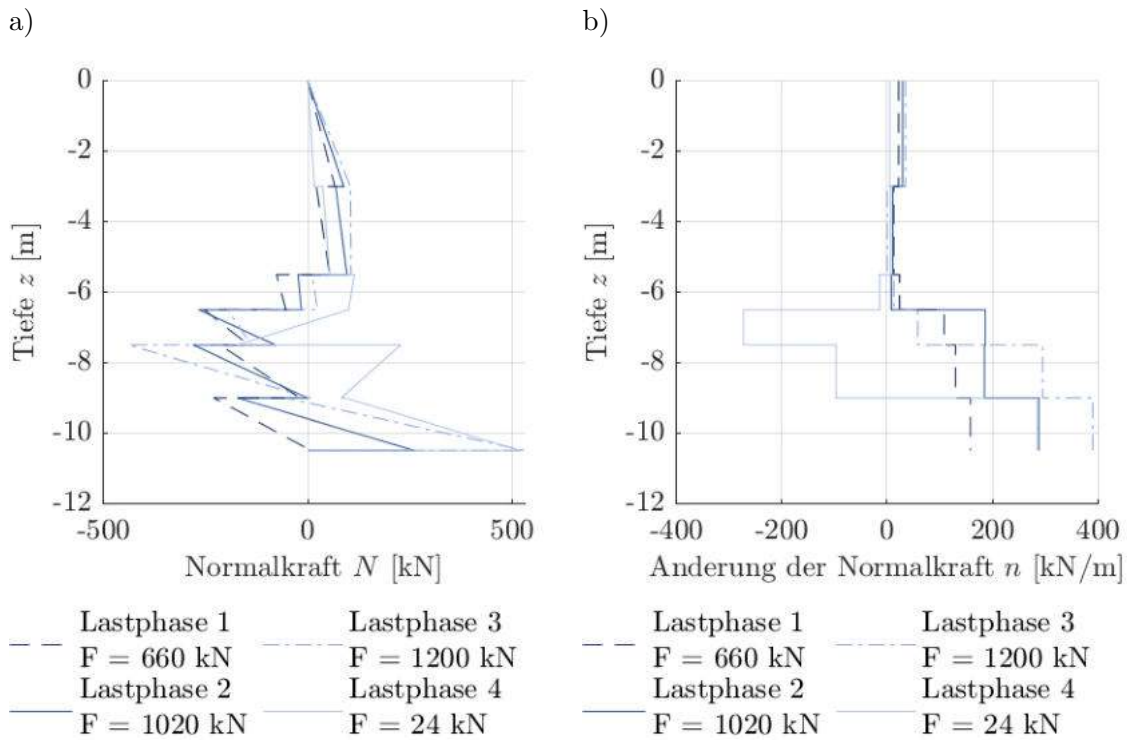 a)
b)
0
-2
-4
-6
-8
-10
-12
Tiefe z [m]
-500
0
500
Normalkraft N [kN]
0
-2
-4
-6
-8
-10
-12
Tiefe z [m]
-400
-200
0
200
400
Anderung der Normalkraft n [kN/m]
Lastphase 1
F = 660 kN
Lastphase 3
F = 1200 kN
Lastphase 2
F = 1020 kN
Lastphase 4
F = 24 kN
Lastphase 1
F = 660 kN
Lastphase 3
F = 1200 kN
Lastphase 2
F = 1020 kN
Lastphase 4
F = 24 kN